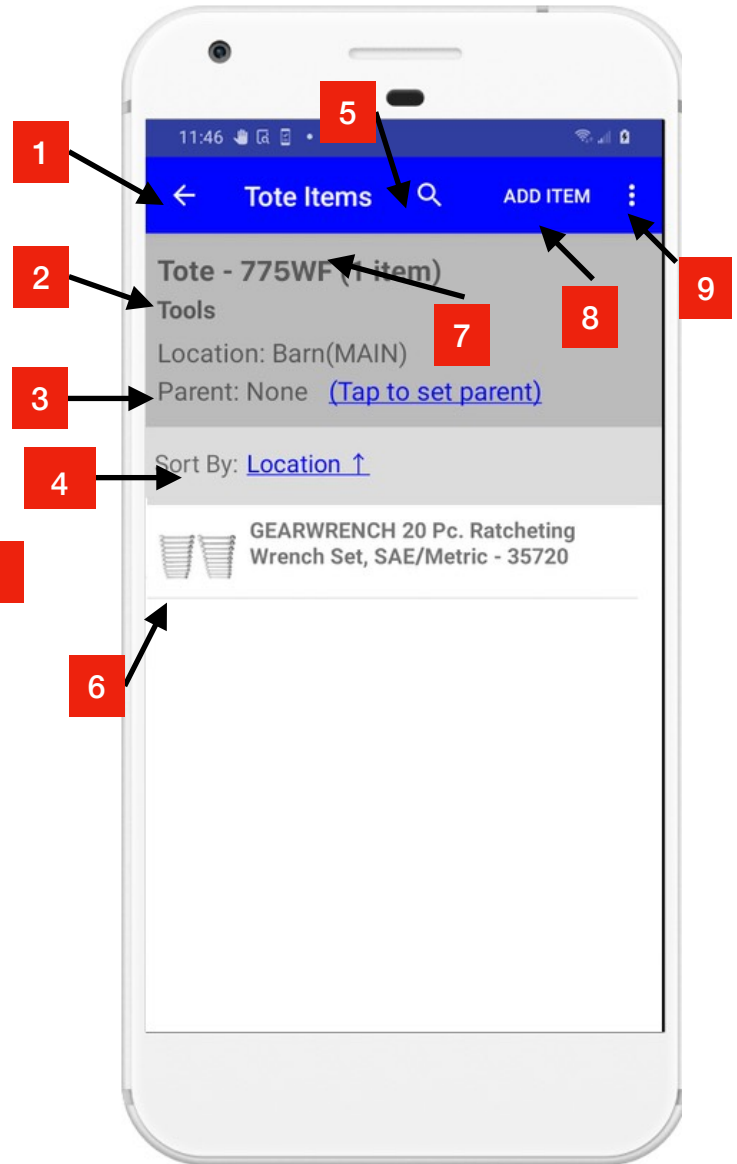 5
11:46
1
Tote Items
ADD ITEM
2
Tote - 775WF (1 item)
9
Tools
7
8
Location: Barn(MAIN)
3
Parent: None (Tap to set parent)
4
Sort By: Location ↑
GEARWRENCH 20 Pc. Ratcheting
Wrench Set, SAE/Metric - 35720
6